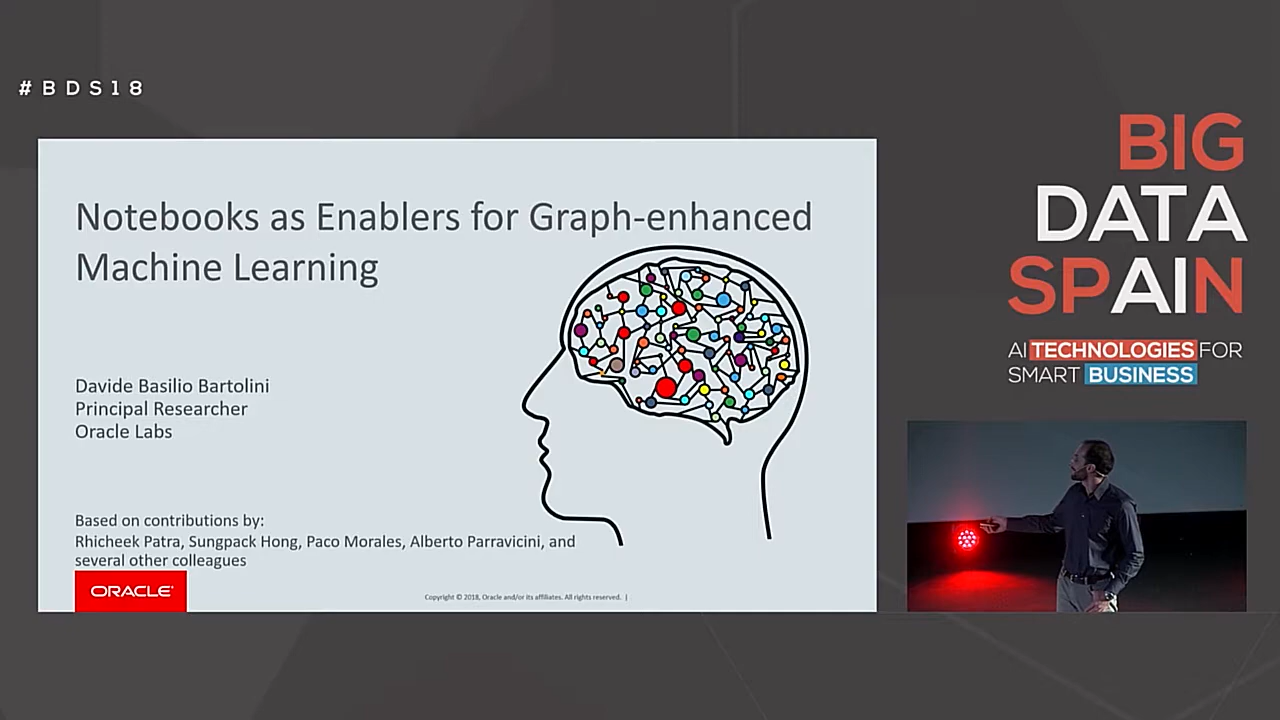 #BDS18
Notebooks as Enablers for Graph-enhanced
Machine Learning
Davide Basilio Bartolini
Principal Researcher
Oracle Labs
Based on contributions by:
Rhicheek Patra, Sungpack Hong, Paco Morales, Alberto Parravicini, and
several other colleagues
ORACLE®
Copyright © 2018, Oracle and/or its affiliates. All rights reserved. |
BIG
DATA
SPAIN
AI TECHNOLOGIES FOR
SMART BUSINESS